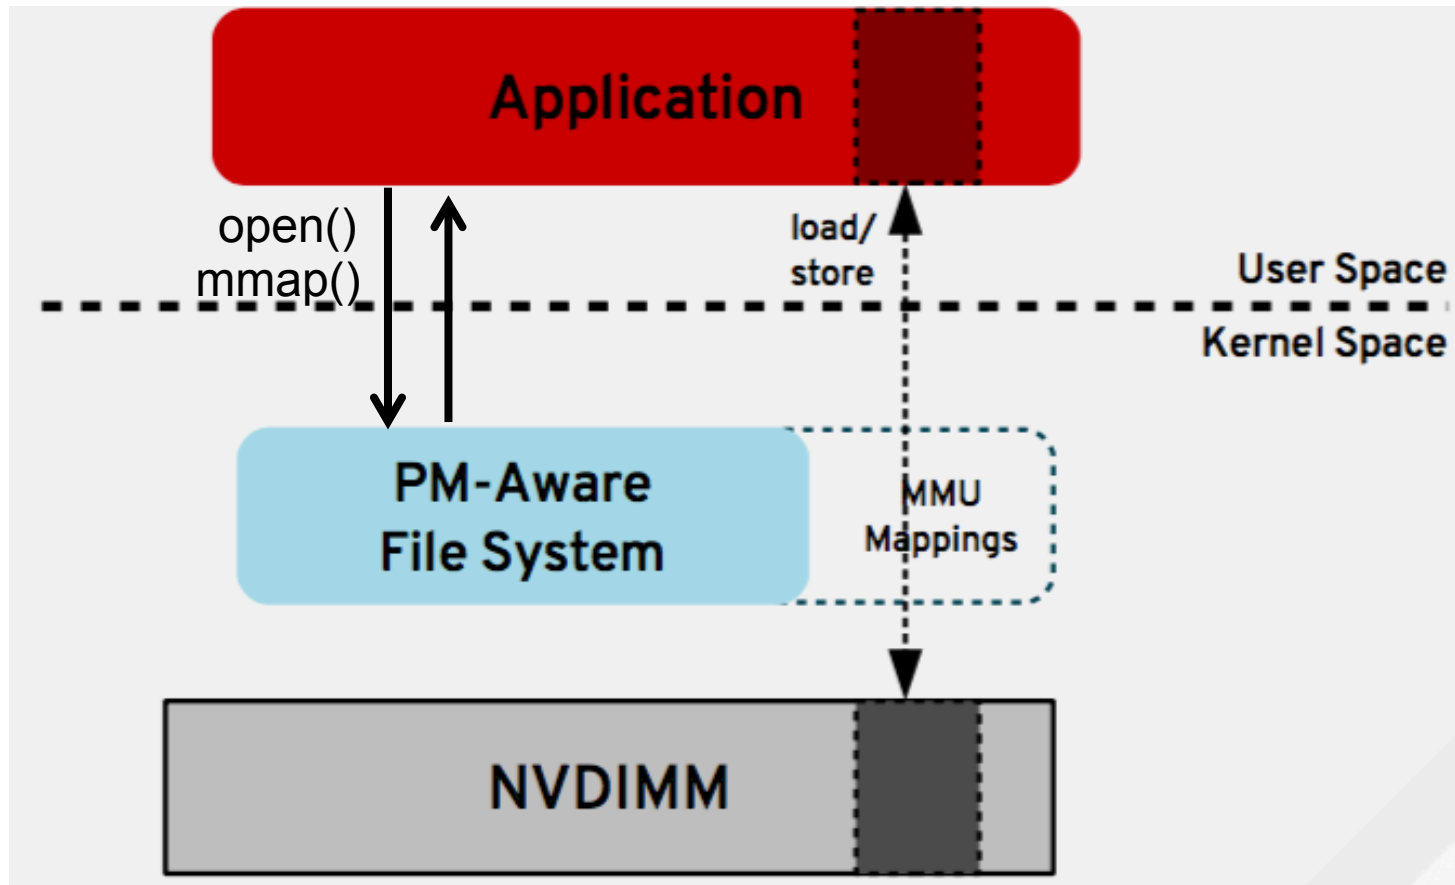 Application
open()
mmap()
load/
store
User Space
Kernel Space
PM-Aware
File System
MMU
Mappings
NVDIMM